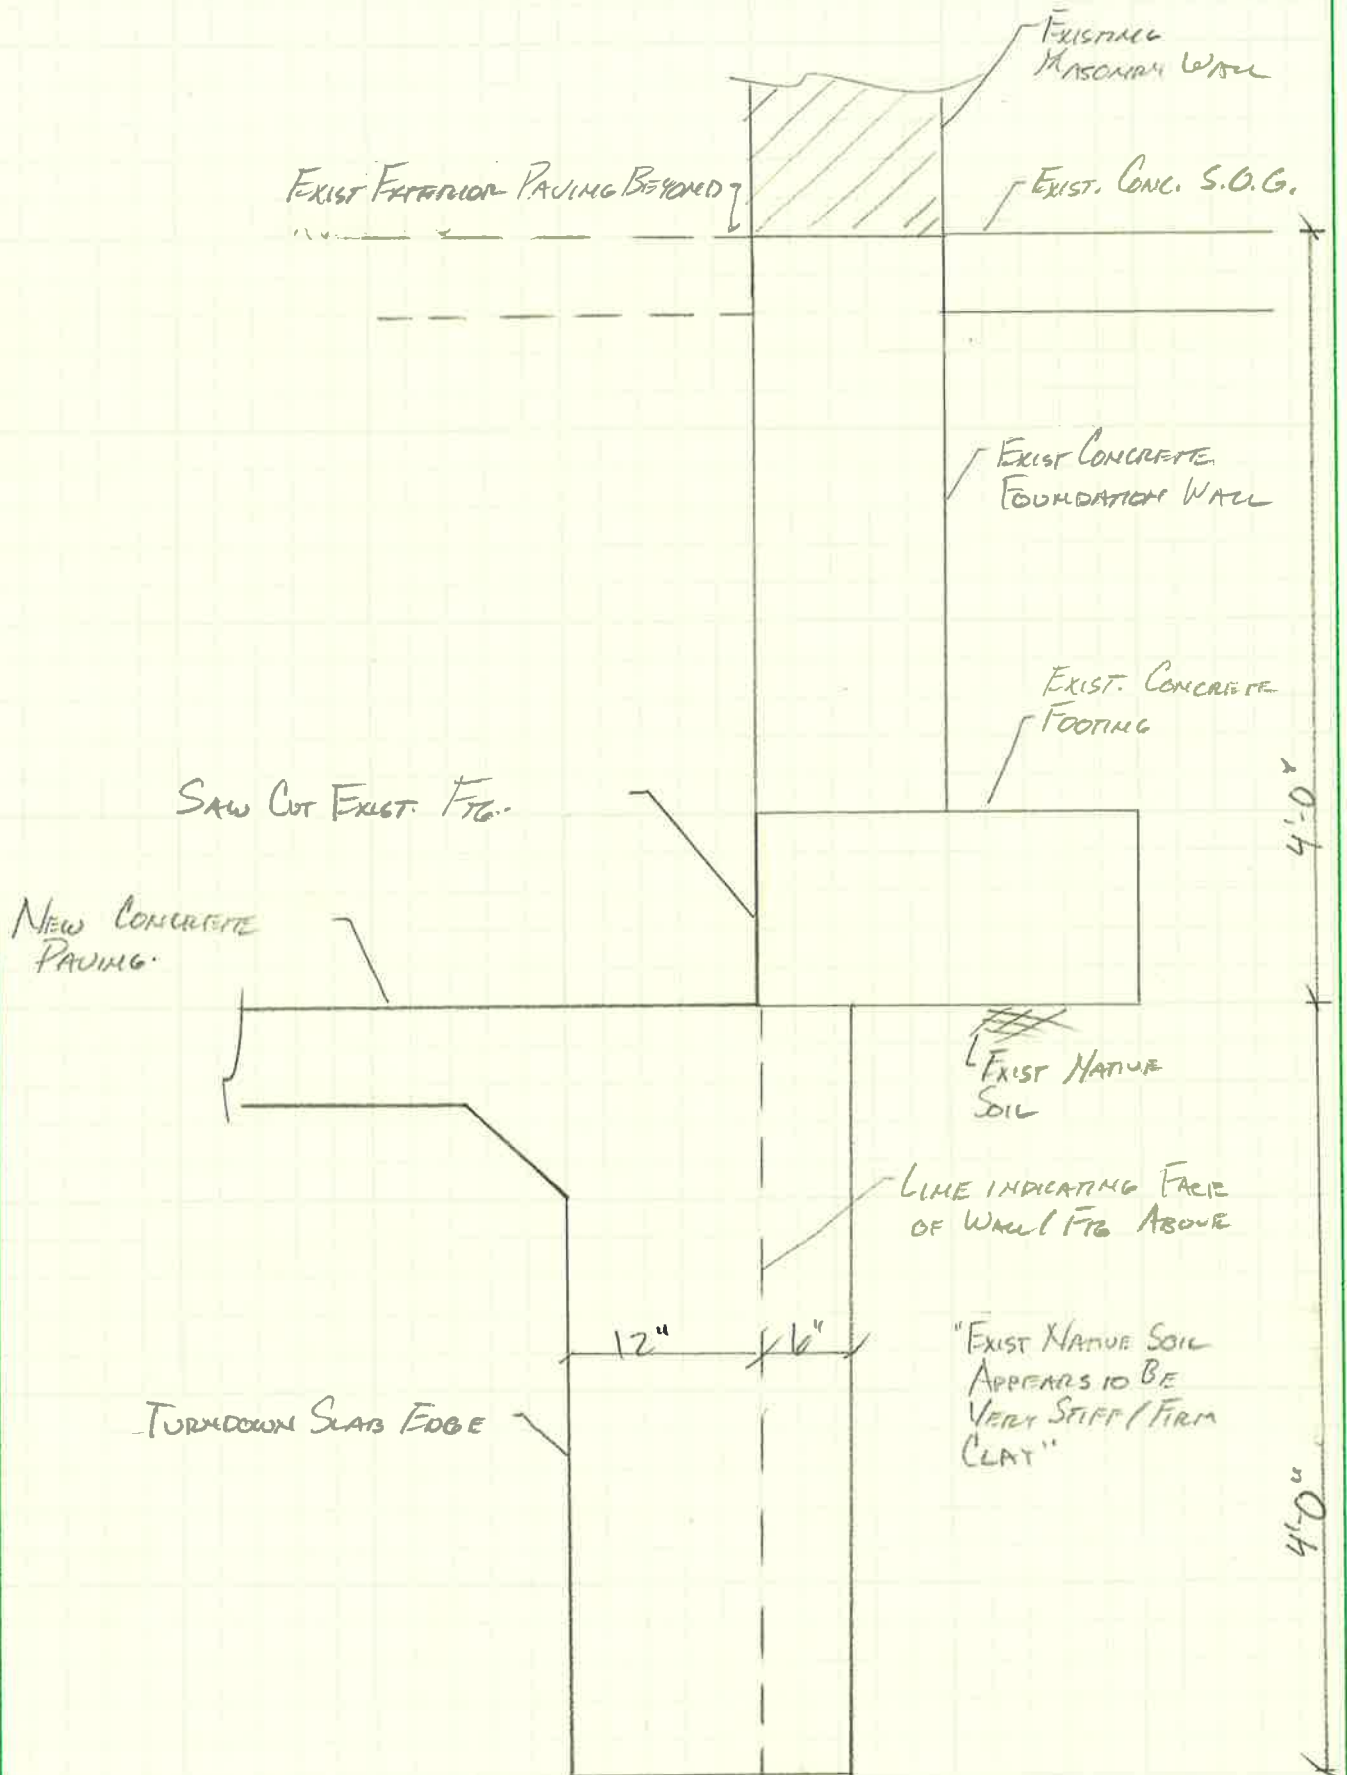 EXISTING
MASONRY WALL
EXIST EXTERIOR PAVING BEYOND
EXIST. CONC. S.O.G.
EXIST CONCRETE
FOUNDATION WALL
EXIST. CONCRETE
FOOTING
SAW CUT EXIST. FTG.
4'-0"
NEW CONCRETE
PAVING.
EXIST NATIVE
SOIL
LINE INDICATING FACE
OF WALL / FTG ABOVE
12"
6"
"EXIST NATIVE SOIL
APPEARS TO BE
VERY STIFF / FIRM
CLAY"
TURNDOWN SLAB EDGE
4'-0"